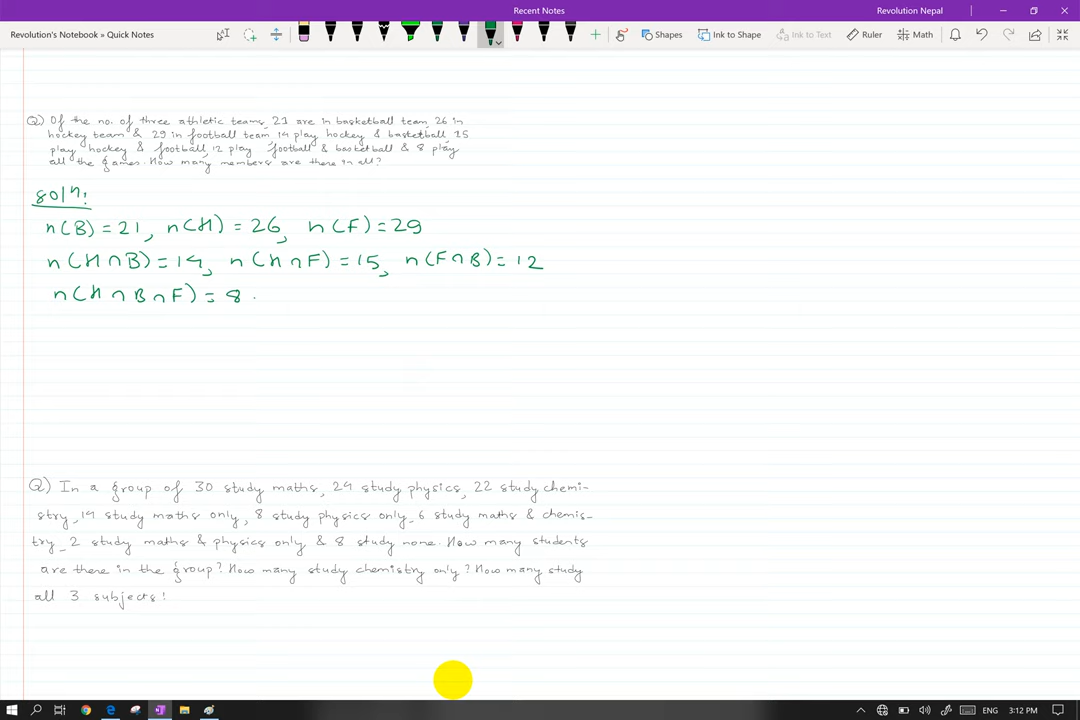 Recent Notes
Revolution Nepal
Revolution's Notebook » Quick Notes
Shapes
Ink to Shape
Ink to Text
Ruler
Math
Q) Of the no. of three athletic teams, 21 are in basketball team, 26 in
hockey team & 29 in football team, 14 play hockey & basketball, 15
play hockey & football, 12 play football & basketball & 8 play
all the games. How many members are there in all?
Soln:
n(B) = 21, n(H) = 26, n(F) = 29
n(H∩B) = 14, n(H∩F) = 15, n(F∩B) = 12
n(H∩B∩F) = 8.
Q) In a group of 30 study maths, 24 study physics, 22 study chemi-
stry, 14 study maths only, 8 study physics only, 6 study maths & chemis-
try, 2 study maths & physics only & 8 study none. How many students
are there in the group? How many study chemistry only? How many study
all 3 subjects!
ENG
3:12 PM